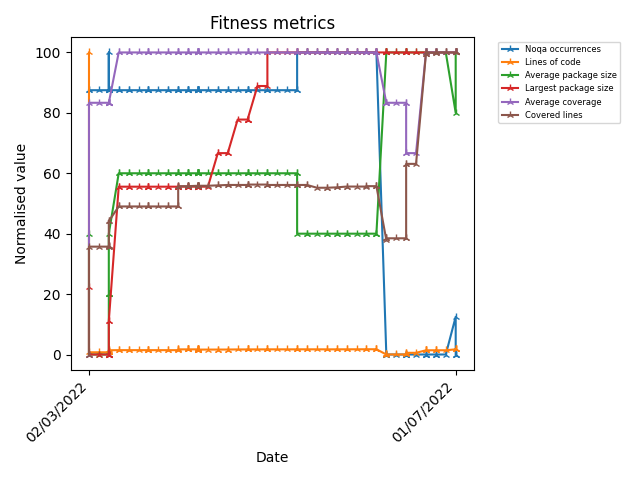 Fitness metrics
100
80
60
40
20
0
Normalised value
02/03/2022
01/07/2022
Date
Noqa occurrences
Lines of code
Average package size
Largest package size
Average coverage
Covered lines